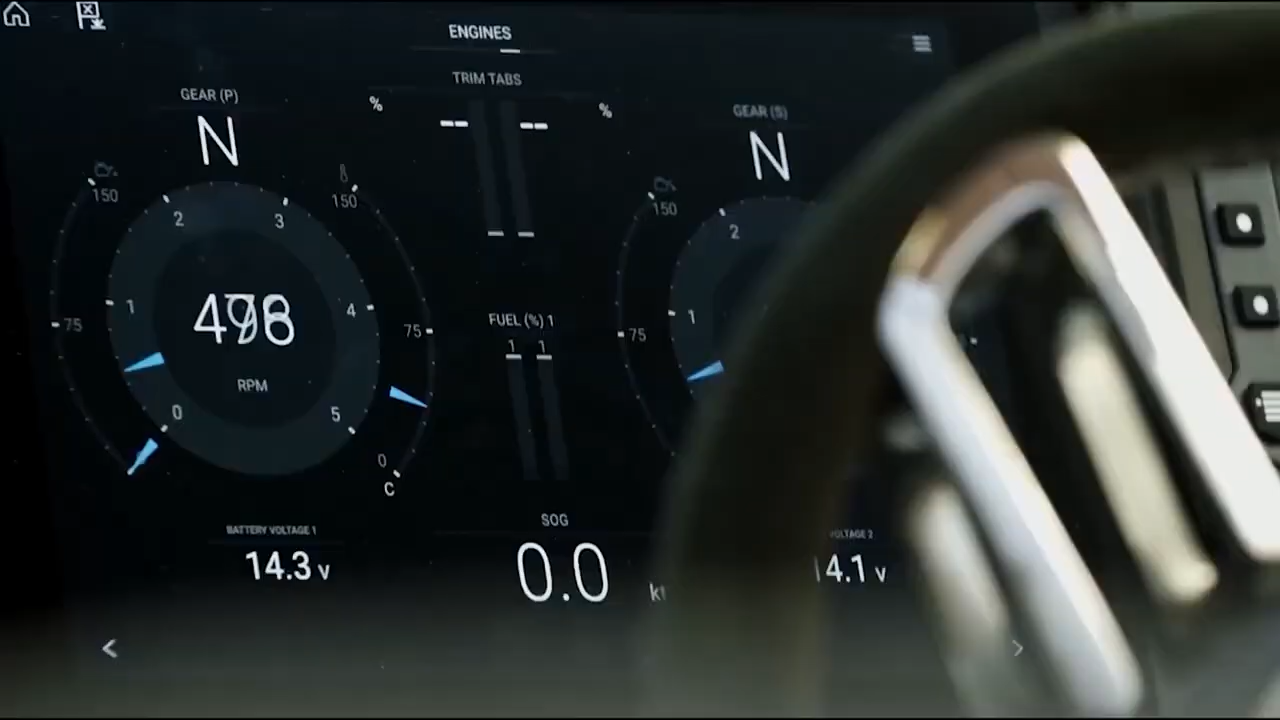 ENGINES
TRIM TABS
GEAR (P)
%
%
GEAR (S)
N
-- --
N
150
150
150
2
3
2
1
4
1
75
75
75
FUEL (%) 1
1 1
RPM
0
5
0
C
BATTERY VOLTAGE 1
SOG
VOLTAGE 2
14.3 V
0.0
4.1 V
<
>